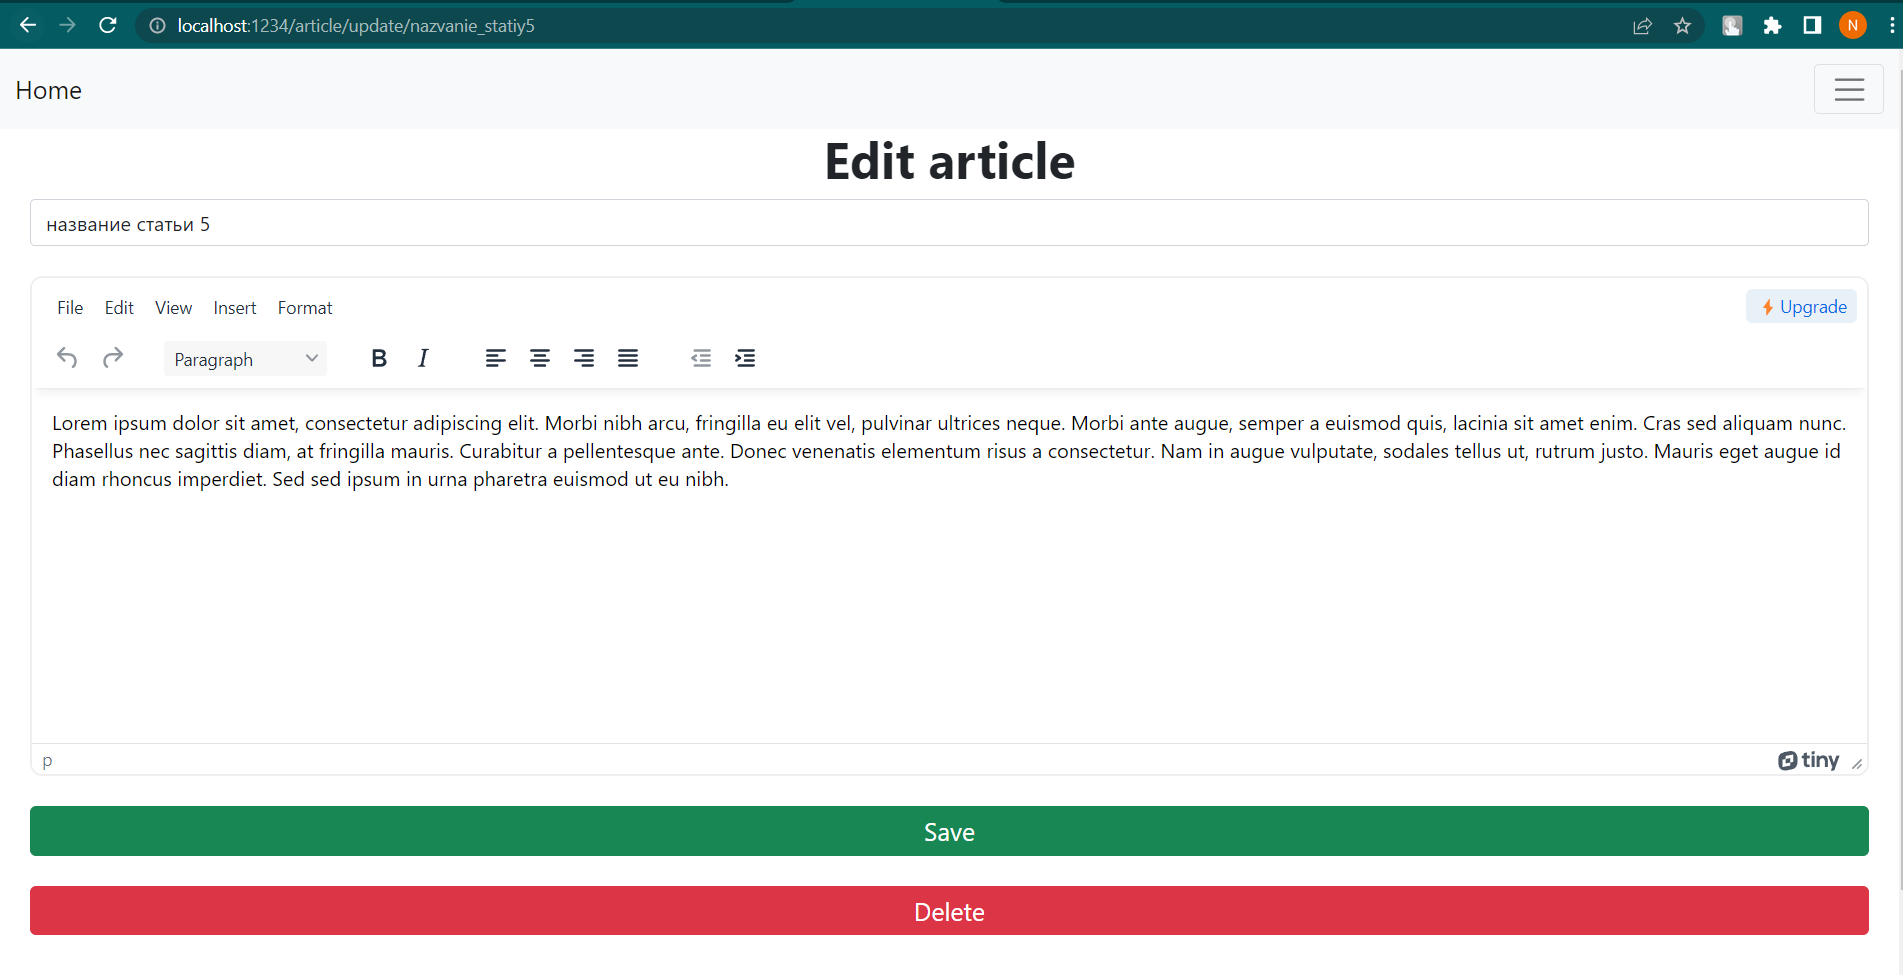 localhost:1234/article/update/nazvanie_statiy5
N
Home
Edit article
название статьи 5
File Edit View Insert Format
Upgrade
Paragraph B I
Lorem ipsum dolor sit amet, consectetur adipiscing elit. Morbi nibh arcu, fringilla eu elit vel, pulvinar ultrices neque. Morbi ante augue, semper a euismod quis, lacinia sit amet enim. Cras sed aliquam nunc.
Phasellus nec sagittis diam, at fringilla mauris. Curabitur a pellentesque ante. Donec venenatis elementum risus a consectetur. Nam in augue vulputate, sodales tellus ut, rutrum justo. Mauris eget augue id
diam rhoncus imperdiet. Sed sed ipsum in urna pharetra euismod ut eu nibh.
p
tiny
Save
Delete